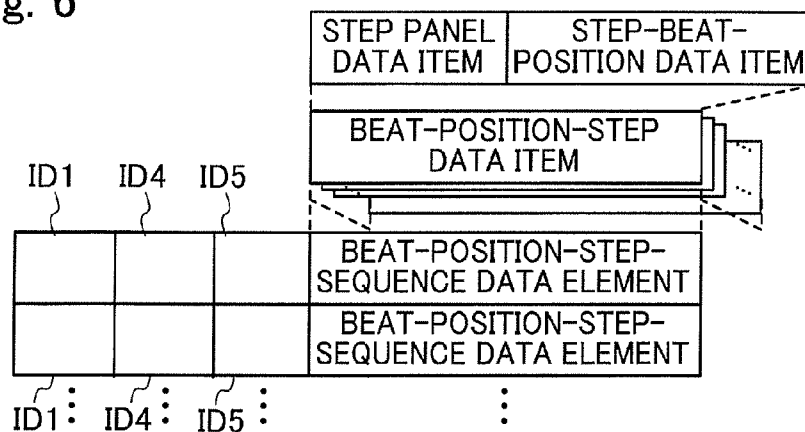 g. 6
STEP PANEL DATA ITEM
STEP-BEAT-POSITION DATA ITEM
BEAT-POSITION-STEP
DATA ITEM
ID1 ID4 ID5
BEAT-POSITION-STEP-
SEQUENCE DATA ELEMENT
BEAT-POSITION-STEP-
SEQUENCE DATA ELEMENT
ID1 ID4 ID5